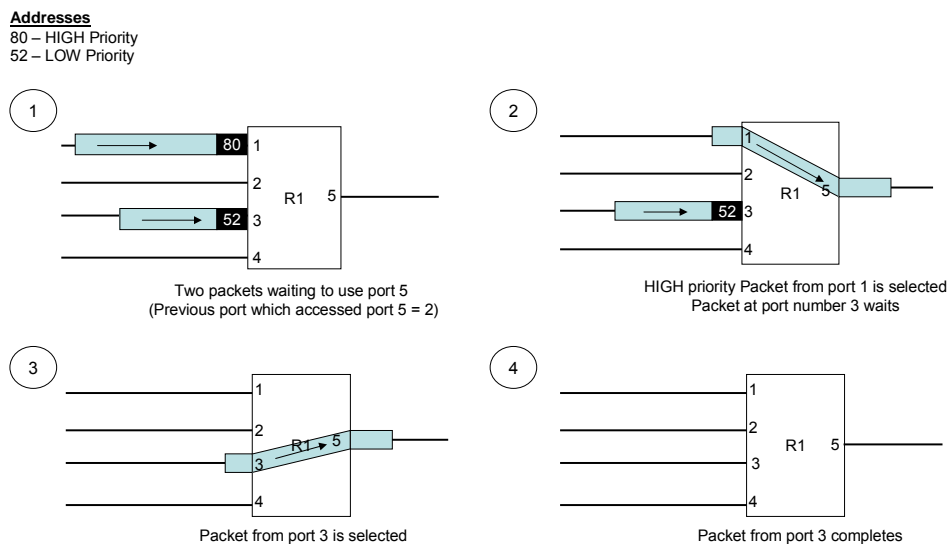 Addresses
80 – HIGH Priority
52 – LOW Priority
1
80
1
2
R1
5
52
3
4
Two packets waiting to use port 5
(Previous port which accessed port 5 = 2)
2
1
2
R1
5
52
3
4
HIGH priority Packet from port 1 is selected
Packet at port number 3 waits
3
1
2
R1
5
3
4
Packet from port 3 is selected
4
1
2
R1
5
3
4
Packet from port 3 completes